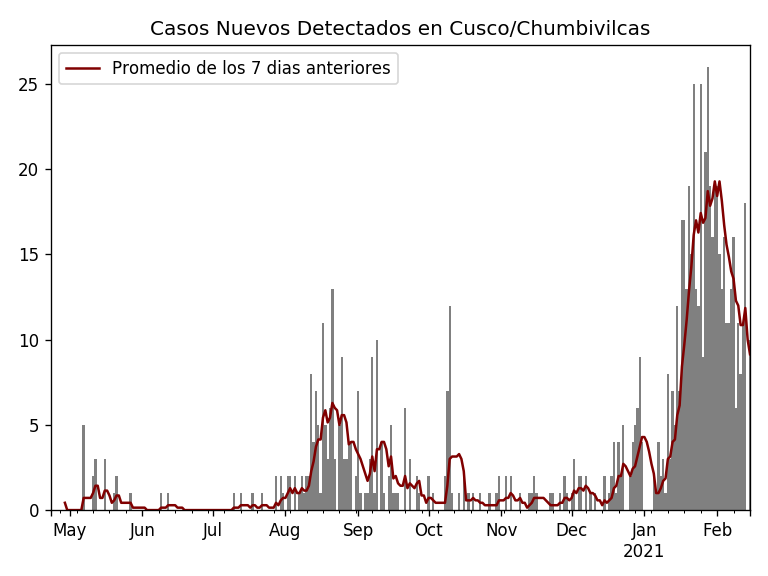 Casos Nuevos Detectados en Cusco/Chumbivilcas
Promedio de los 7 dias anteriores
25
20
15
10
5
0
May Jun Jul Aug Sep Oct Nov Dec Jan Feb
2021